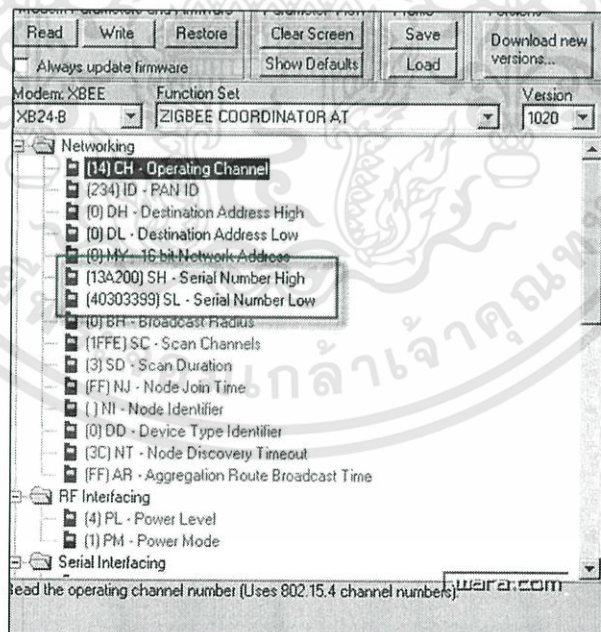 Read Write Restore Clear Screen Save Download new versions...
Always update firmware Show Defaults Load
Modem: XBEE Function Set Version
XB24-B ZIGBEE COORDINATOR AT 1020
Networking
(14) CH - Operating Channel
(234) ID - PAN ID
(0) DH - Destination Address High
(0) DL - Destination Address Low
(0) MY - 16 bit Network Address
(13A200) SH - Serial Number High
(40303399) SL - Serial Number Low
(0) BH - Broadcast Radius
(1FFE) SC - Scan Channels
(3) SD - Scan Duration
(FF) NJ - Node Join Time
( ) NI - Node Identifier
(0) DD - Device Type Identifier
(3C) NT - Node Discovery Timeout
(FF) AR - Aggregation Route Broadcast Time
RF Interfacing
(4) PL - Power Level
(1) PM - Power Mode
Serial Interfacing
Read the operating channel number (Uses 802.15.4 channel numbers).